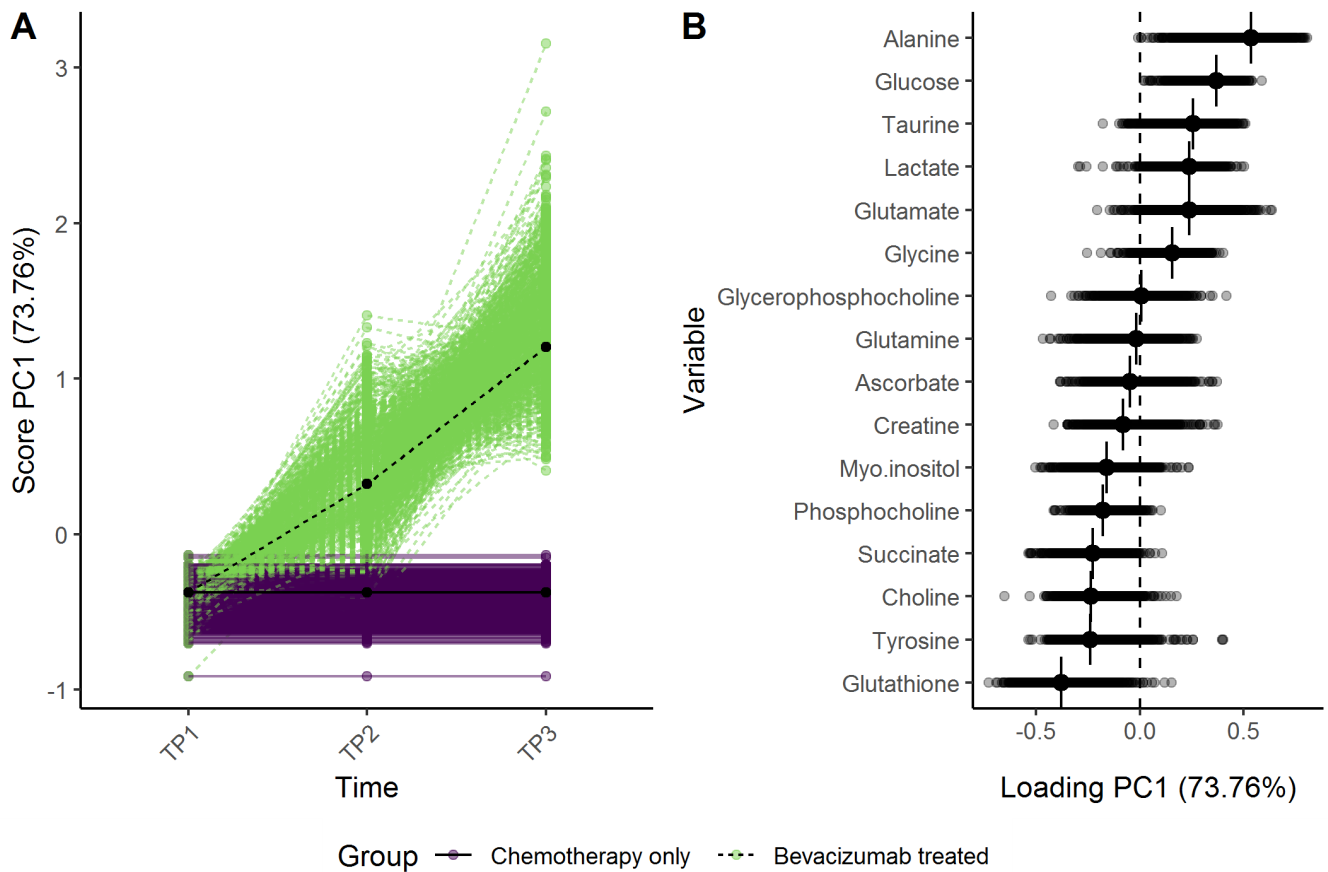 A
Score PC1 (73.76%)
3
2
1
0
-1
TP1
TP2
TP3
Time
B
Variable
Alanine
Glucose
Taurine
Lactate
Glutamate
Glycine
Glycerophosphocholine
Glutamine
Ascorbate
Creatine
Myo.inositol
Phosphocholine
Succinate
Choline
Tyrosine
Glutathione
-0.5 0.0 0.5
Loading PC1 (73.76%)
Group Chemotherapy only Bevacizumab treated